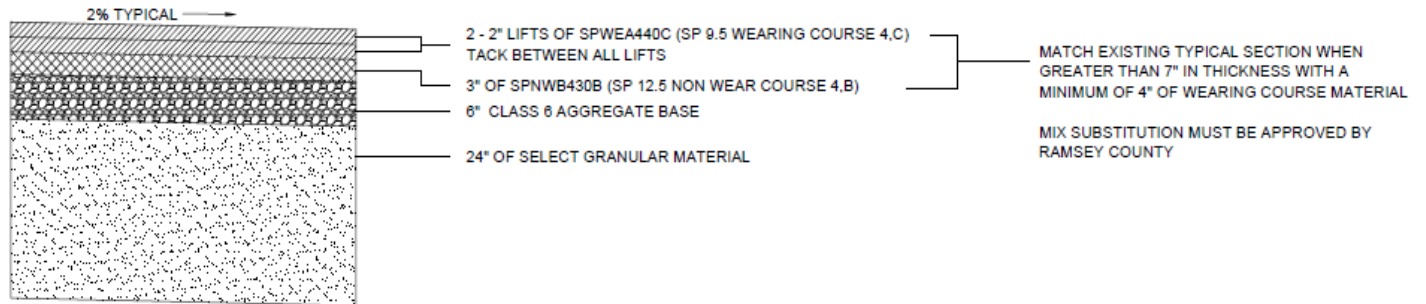 2% TYPICAL
2 - 2" LIFTS OF SPWEA440C (SP 9.5 WEARING COURSE 4,C)
TACK BETWEEN ALL LIFTS
3" OF SPNWB430B (SP 12.5 NON WEAR COURSE 4,B)
6" CLASS 6 AGGREGATE BASE
24" OF SELECT GRANULAR MATERIAL
MATCH EXISTING TYPICAL SECTION WHEN
GREATER THAN 7" IN THICKNESS WITH A
MINIMUM OF 4" OF WEARING COURSE MATERIAL
MIX SUBSTITUTION MUST BE APPROVED BY
RAMSEY COUNTY